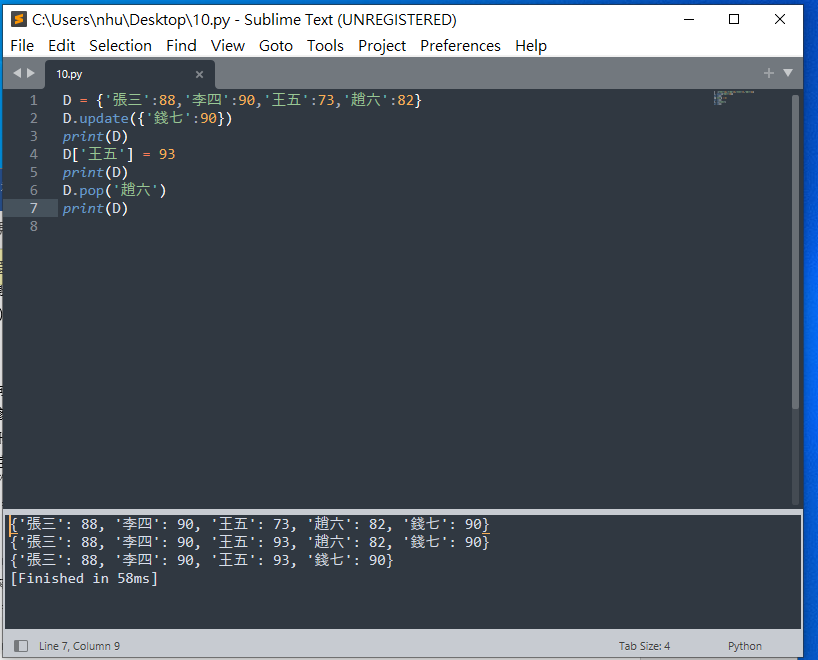 C:\Users\nhu\Desktop\10.py - Sublime Text (UNREGISTERED)
File Edit Selection Find View Goto Tools Project Preferences Help
10.py
1 D = {'張三':88,'李四':90,'王五':73,'趙六':82}
2 D.update({'錢七':90})
3 print(D)
4 D['王五'] = 93
5 print(D)
6 D.pop('趙六')
7 print(D)
8
{'張三': 88, '李四': 90, '王五': 73, '趙六': 82, '錢七': 90}
{'張三': 88, '李四': 90, '王五': 93, '趙六': 82, '錢七': 90}
{'張三': 88, '李四': 90, '王五': 93, '錢七': 90}
[Finished in 58ms]
Line 7, Column 9 Tab Size: 4 Python